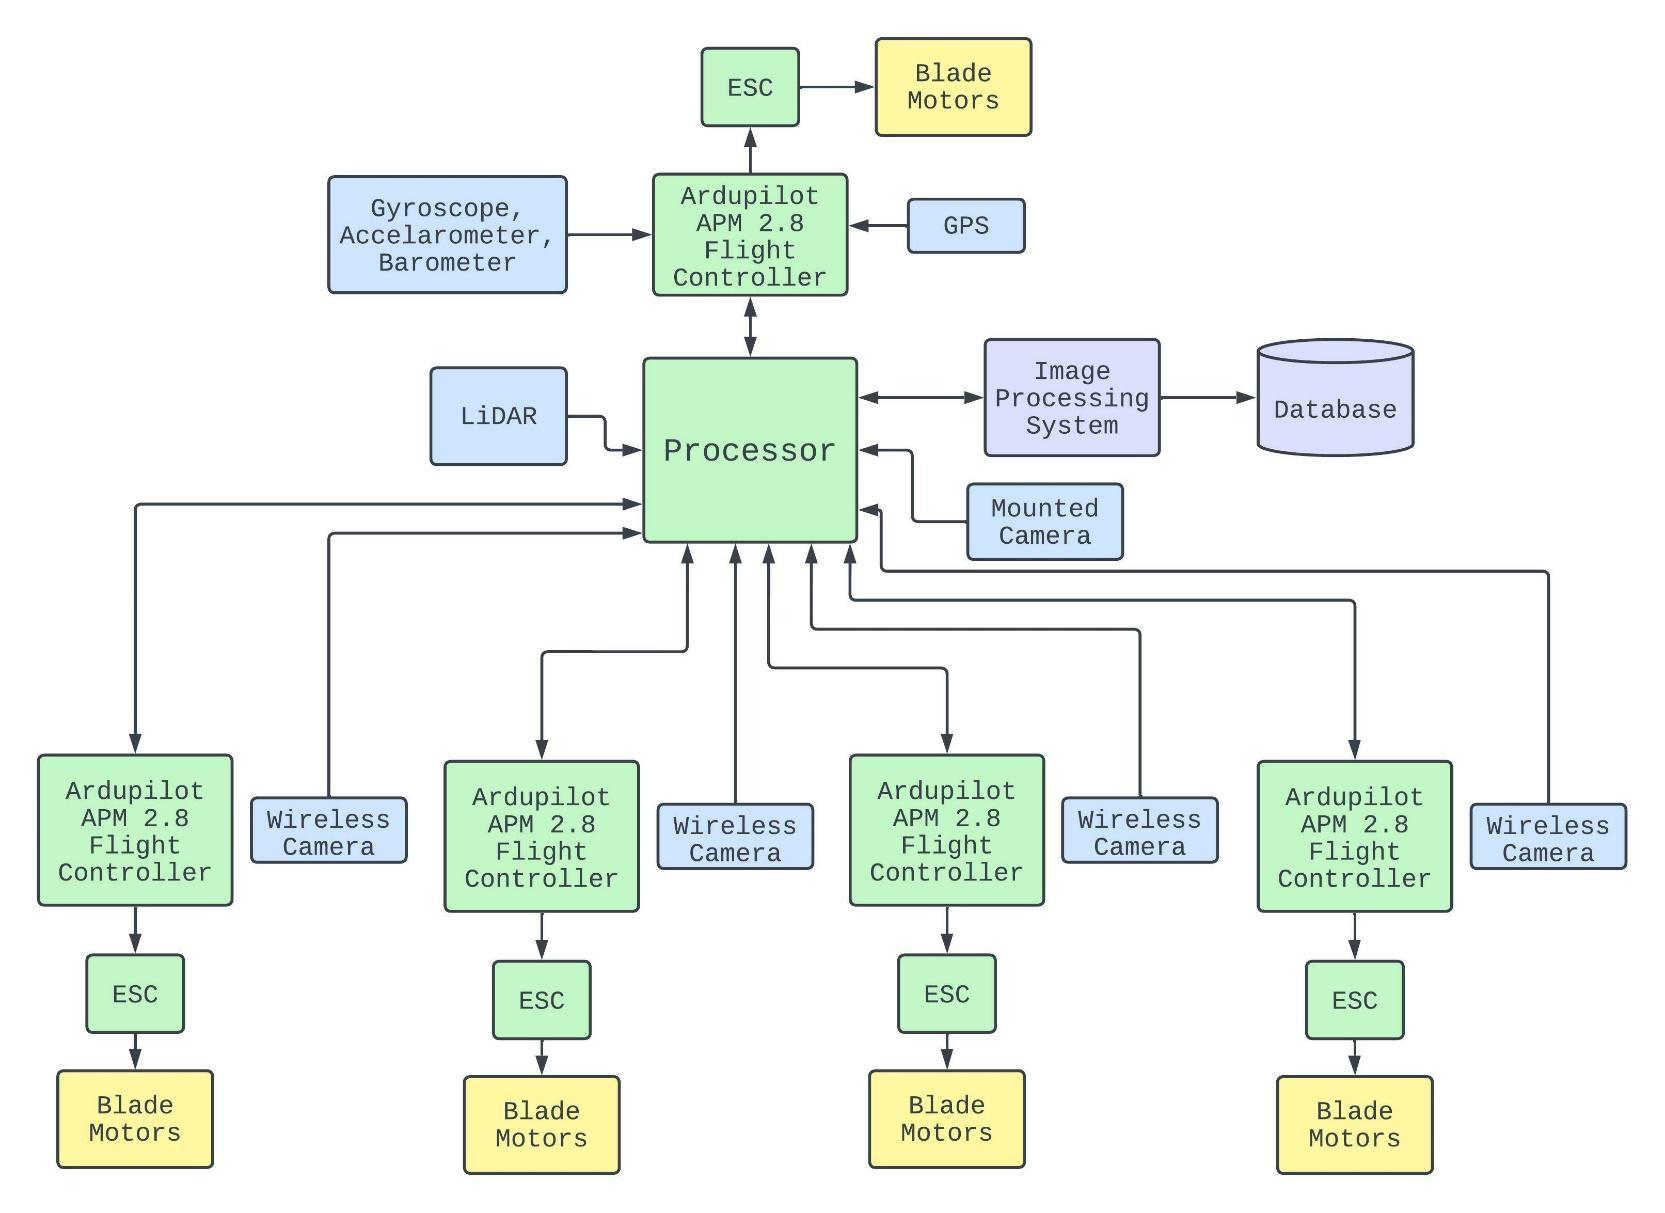 ESC
Blade
Motors
Gyroscope,
Accelarometer,
Barometer
Ardupilot
APM 2.8
Flight
Controller
GPS
LiDAR
Processor
Image
Processing
System
Database
Mounted
Camera
Ardupilot
APM 2.8
Flight
Controller
Wireless
Camera
Ardupilot
APM 2.8
Flight
Controller
Wireless
Camera
Ardupilot
APM 2.8
Flight
Controller
Wireless
Camera
Ardupilot
APM 2.8
Flight
Controller
Wireless
Camera
ESC
ESC
ESC
ESC
Blade
Motors
Blade
Motors
Blade
Motors
Blade
Motors